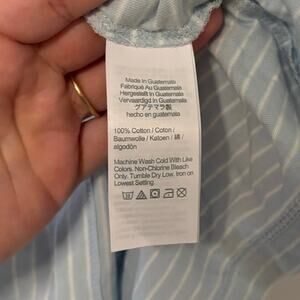 Made in Guatemala
Fabriqué Au Guatemala
Hergestellt In Guatemala
Vervaardigd In Guatemala
グアテマラ製
hecho en guatemala
100% Cotton / Coton /
Baumwolle / Katoen / 綿 /
algodón
Machine Wash Cold With Like
Colors. Non-Chlorine Bleach
Only. Tumble Dry Low. Iron on
Lowest Setting.